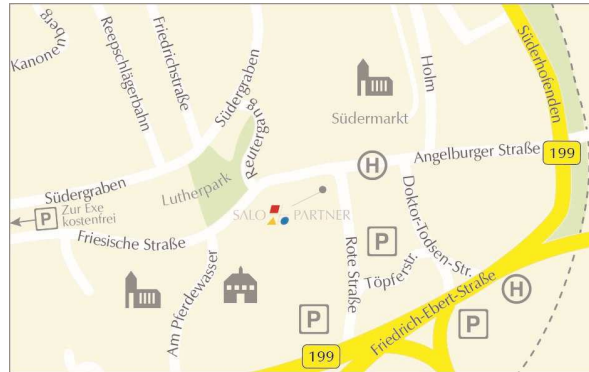 Kanonenberg
Reepschlägerbahn
Friedrichstraße
Südergraben
Reutergang
Holm
Süderhofenden
Südermarkt
Angelburger Straße
199
H
Südergraben
Lutherpark
P
Zur Exe
kostenfrei
SALO PARTNER
Friesische Straße
Am Pferdewasser
Rote Straße
P
Töpferstr.
Doktor-Todsen-Str.
H
P
P
Friedrich-Ebert-Straße
199